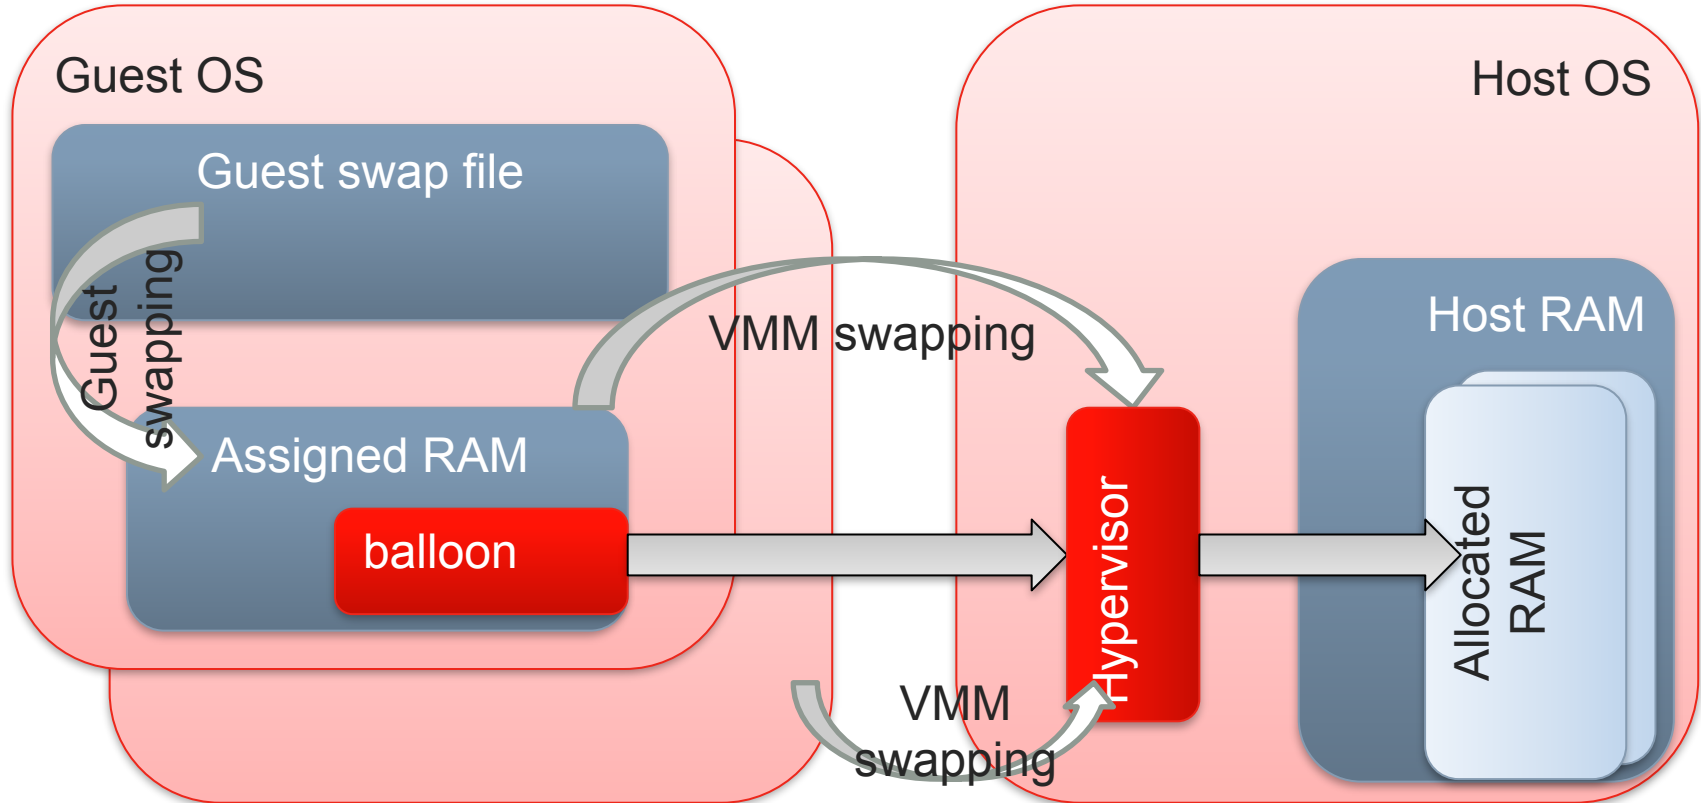 Guest OS
Guest swap file
Guest
swapping
Assigned RAM
balloon
VMM swapping
VMM
swapping
Host OS
Hypervisor
Host RAM
Allocated
RAM